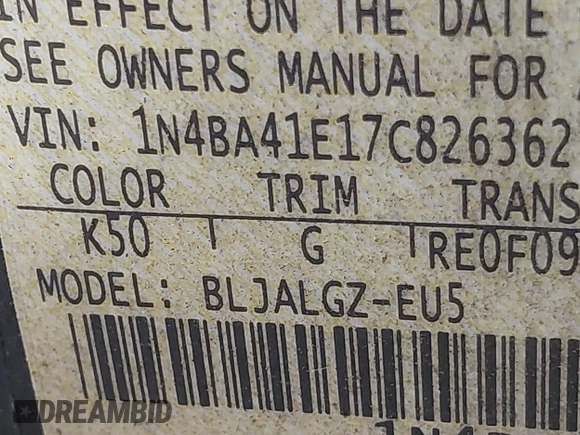 IN EFFECT ON THE DATE
SEE OWNERS MANUAL FOR
VIN: 1N4BA41E17C826362
COLOR TRIM TRANS
K50 G RE0F09
MODEL: BLJALGZ-EU5
1N4
DREAMBID